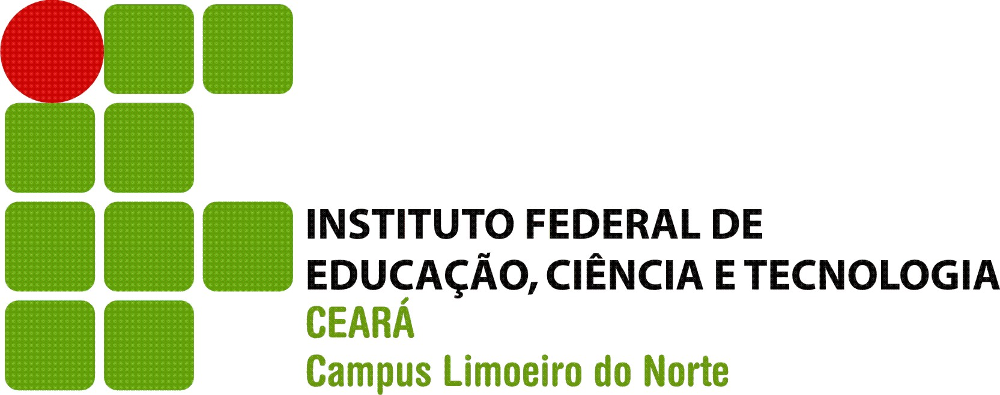 INSTITUTO FEDERAL DE
EDUCAÇÃO, CIÊNCIA E TECNOLOGIA
CEARÁ
Campus Limoeiro do Norte